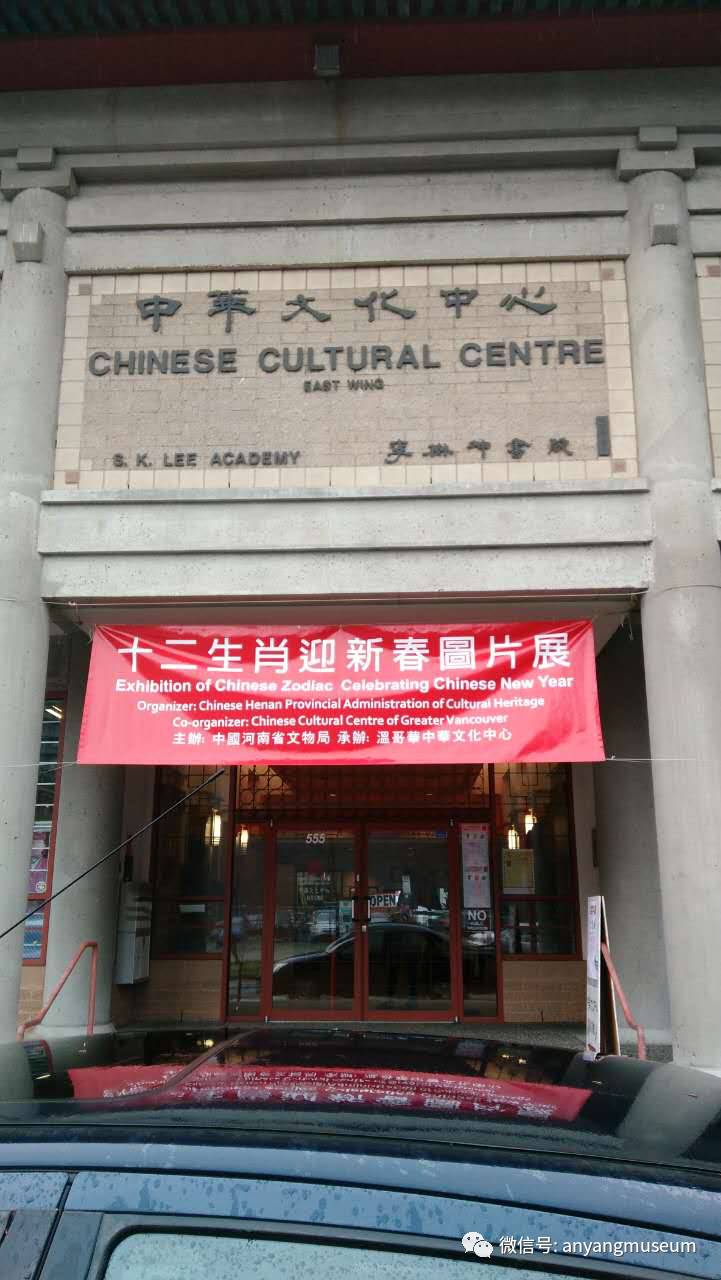 中華文化中心
CHINESE CULTURAL CENTRE
EAST WING
S. K. LEE ACADEMY
十二生肖迎新春圖片展
Exhibition of Chinese Zodiac Celebrating Chinese New Year
Organizer: Chinese Henan Provincial Administration of Cultural Heritage
Co-organizer: Chinese Cultural Centre of Greater Vancouver
主辦: 中國河南省文物局 承辦: 溫哥華中華文化中心
555
OPEN
NO
微信号: anyangmuseum